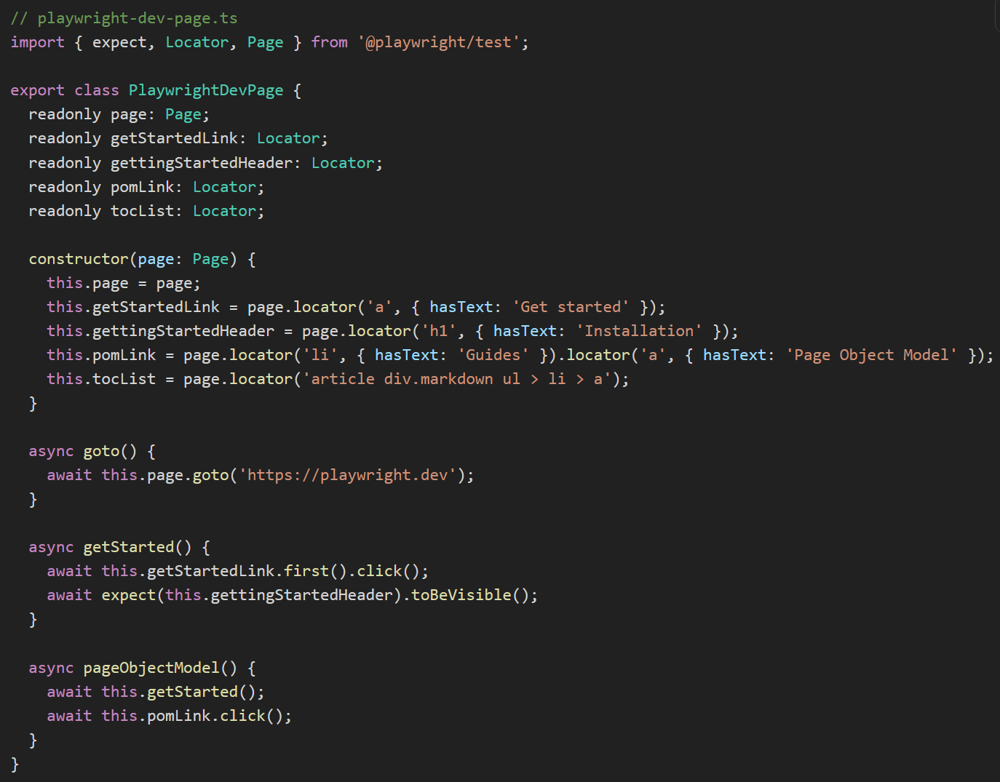 // playwright-dev-page.ts
import { expect, Locator, Page } from '@playwright/test';

export class PlaywrightDevPage {
  readonly page: Page;
  readonly getStartedLink: Locator;
  readonly gettingStartedHeader: Locator;
  readonly pomLink: Locator;
  readonly tocList: Locator;

  constructor(page: Page) {
    this.page = page;
    this.getStartedLink = page.locator('a', { hasText: 'Get started' });
    this.gettingStartedHeader = page.locator('h1', { hasText: 'Installation' });
    this.pomLink = page.locator('li', { hasText: 'Guides' }).locator('a', { hasText: 'Page Object Model' });
    this.tocList = page.locator('article div.markdown ul > li > a');
  }

  async goto() {
    await this.page.goto('https://playwright.dev');
  }

  async getStarted() {
    await this.getStartedLink.first().click();
    await expect(this.gettingStartedHeader).toBeVisible();
  }

  async pageObjectModel() {
    await this.getStarted();
    await this.pomLink.click();
  }
}